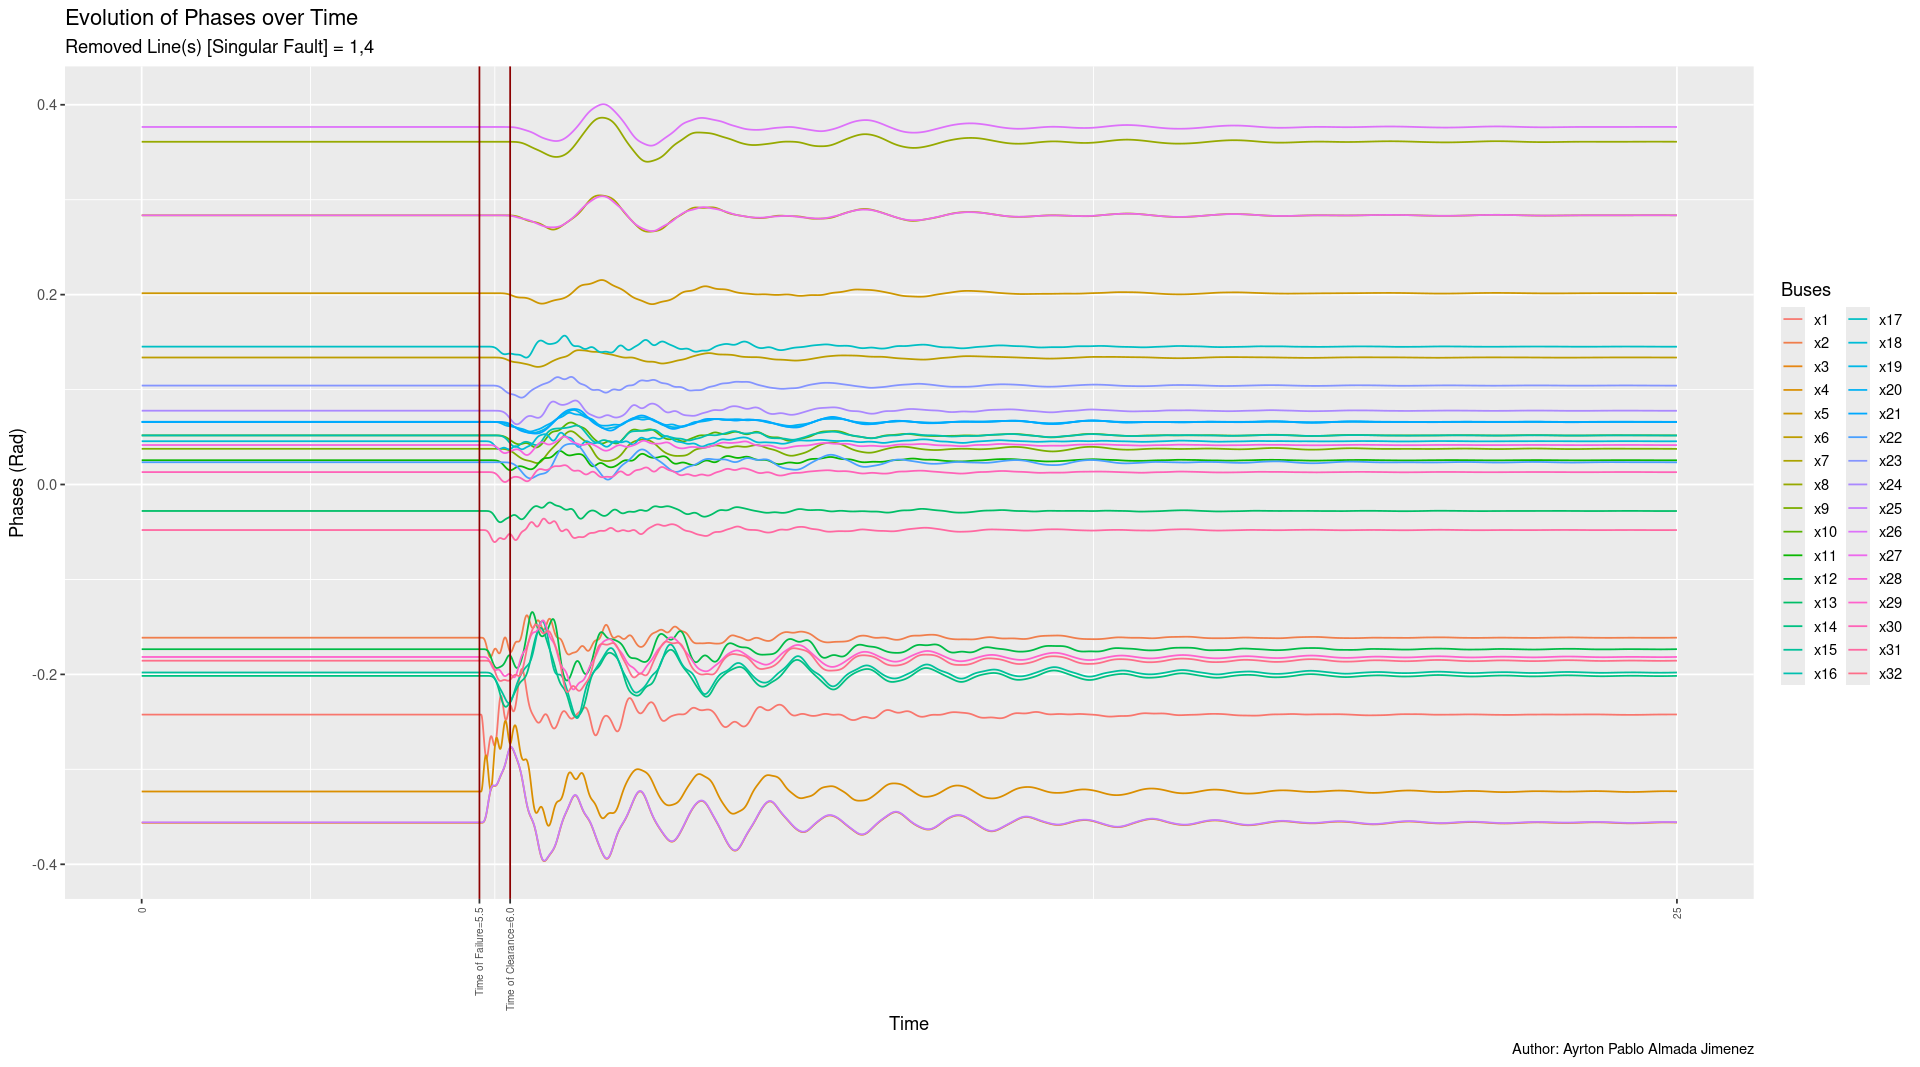 Evolution of Phases over Time
Removed Line(s) [Singular Fault] = 1,4
Phases (Rad)
0.4
0.2
0.0
-0.2
-0.4
0
Time of Failure=5.5
Time of Clearance=6.0
25
Time
Buses
x1 x17
x2 x18
x3 x19
x4 x20
x5 x21
x6 x22
x7 x23
x8 x24
x9 x25
x10 x26
x11 x27
x12 x28
x13 x29
x14 x30
x15 x31
x16 x32
Author: Ayrton Pablo Almada Jimenez